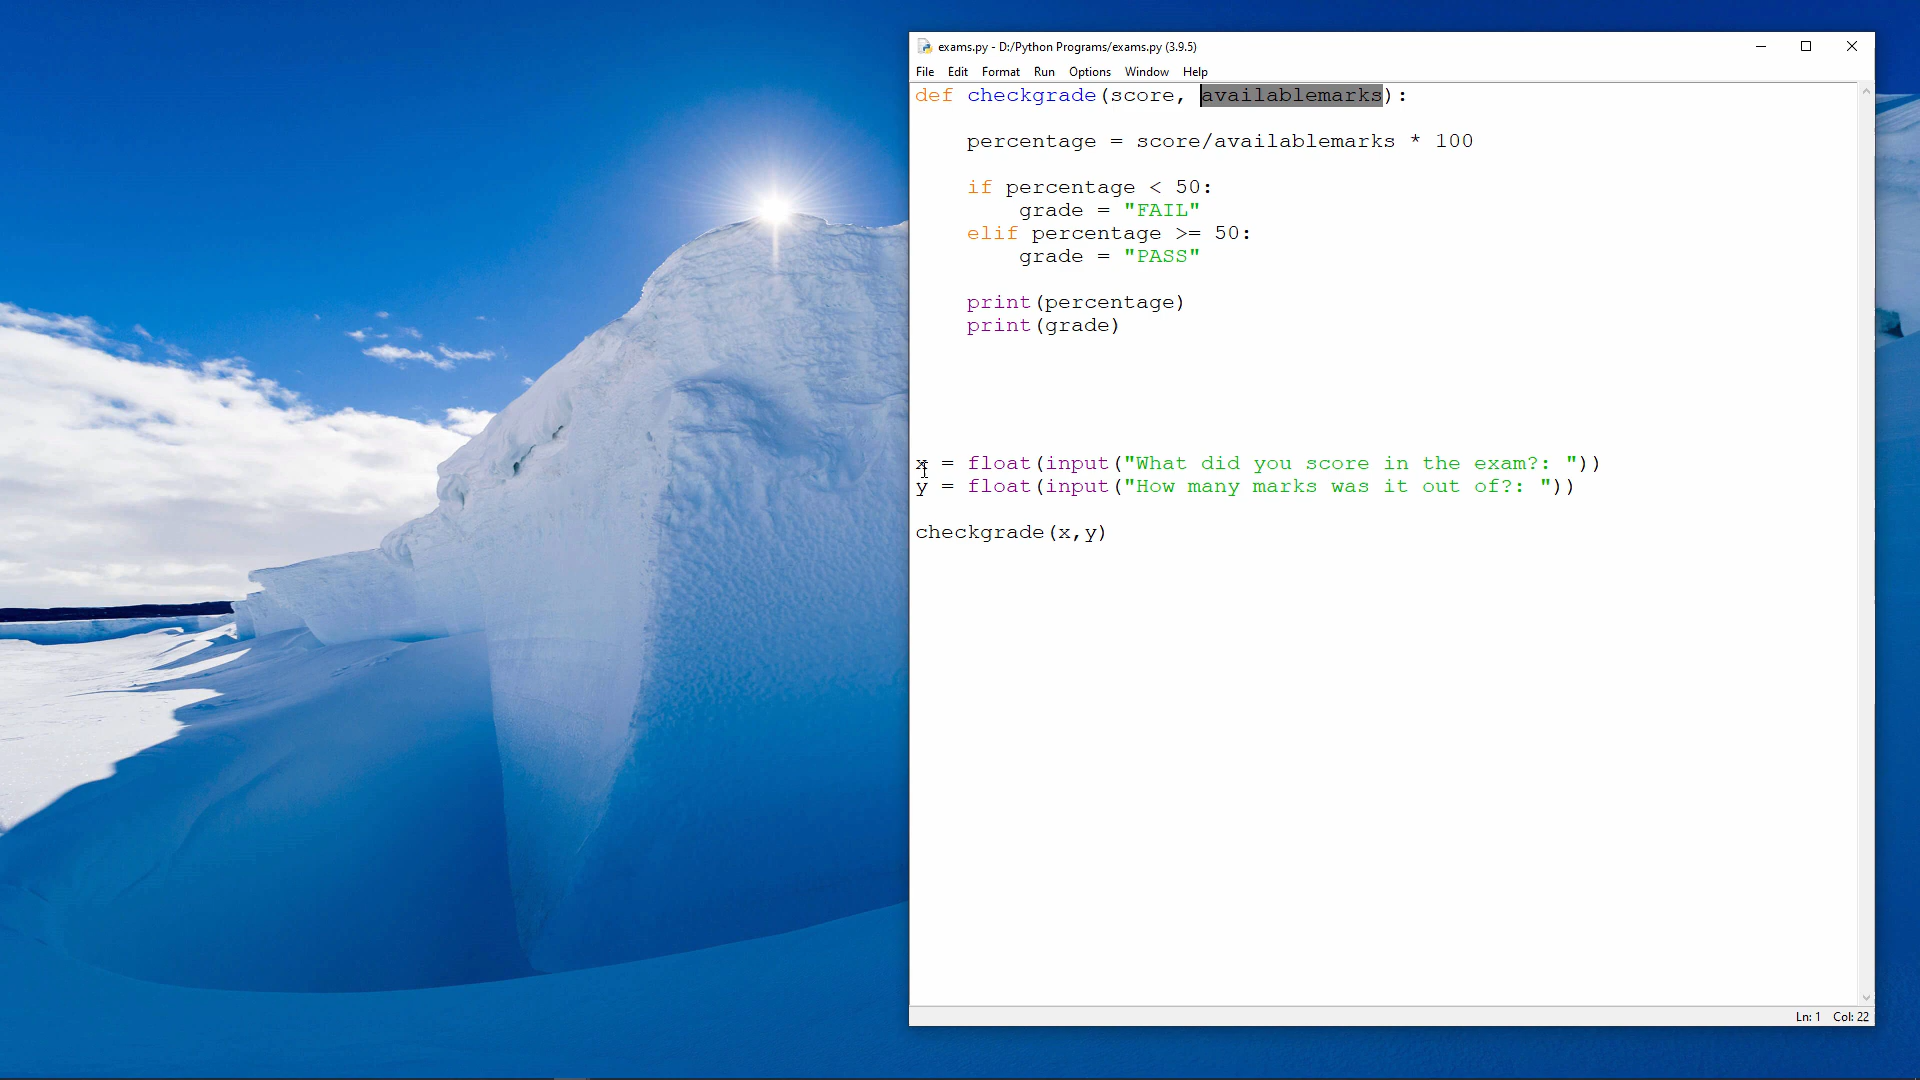 exams.py - D:/Python Programs/exams.py (3.9.5)
File Edit Format Run Options Window Help
def checkgrade(score, availablemarks):
percentage = score/availablemarks * 100
if percentage < 50:
grade = "FAIL"
elif percentage >= 50:
grade = "PASS"
print(percentage)
print(grade)
x = float(input("What did you score in the exam?: "))
y = float(input("How many marks was it out of?: "))
checkgrade(x,y)
Ln: 1 Col: 22